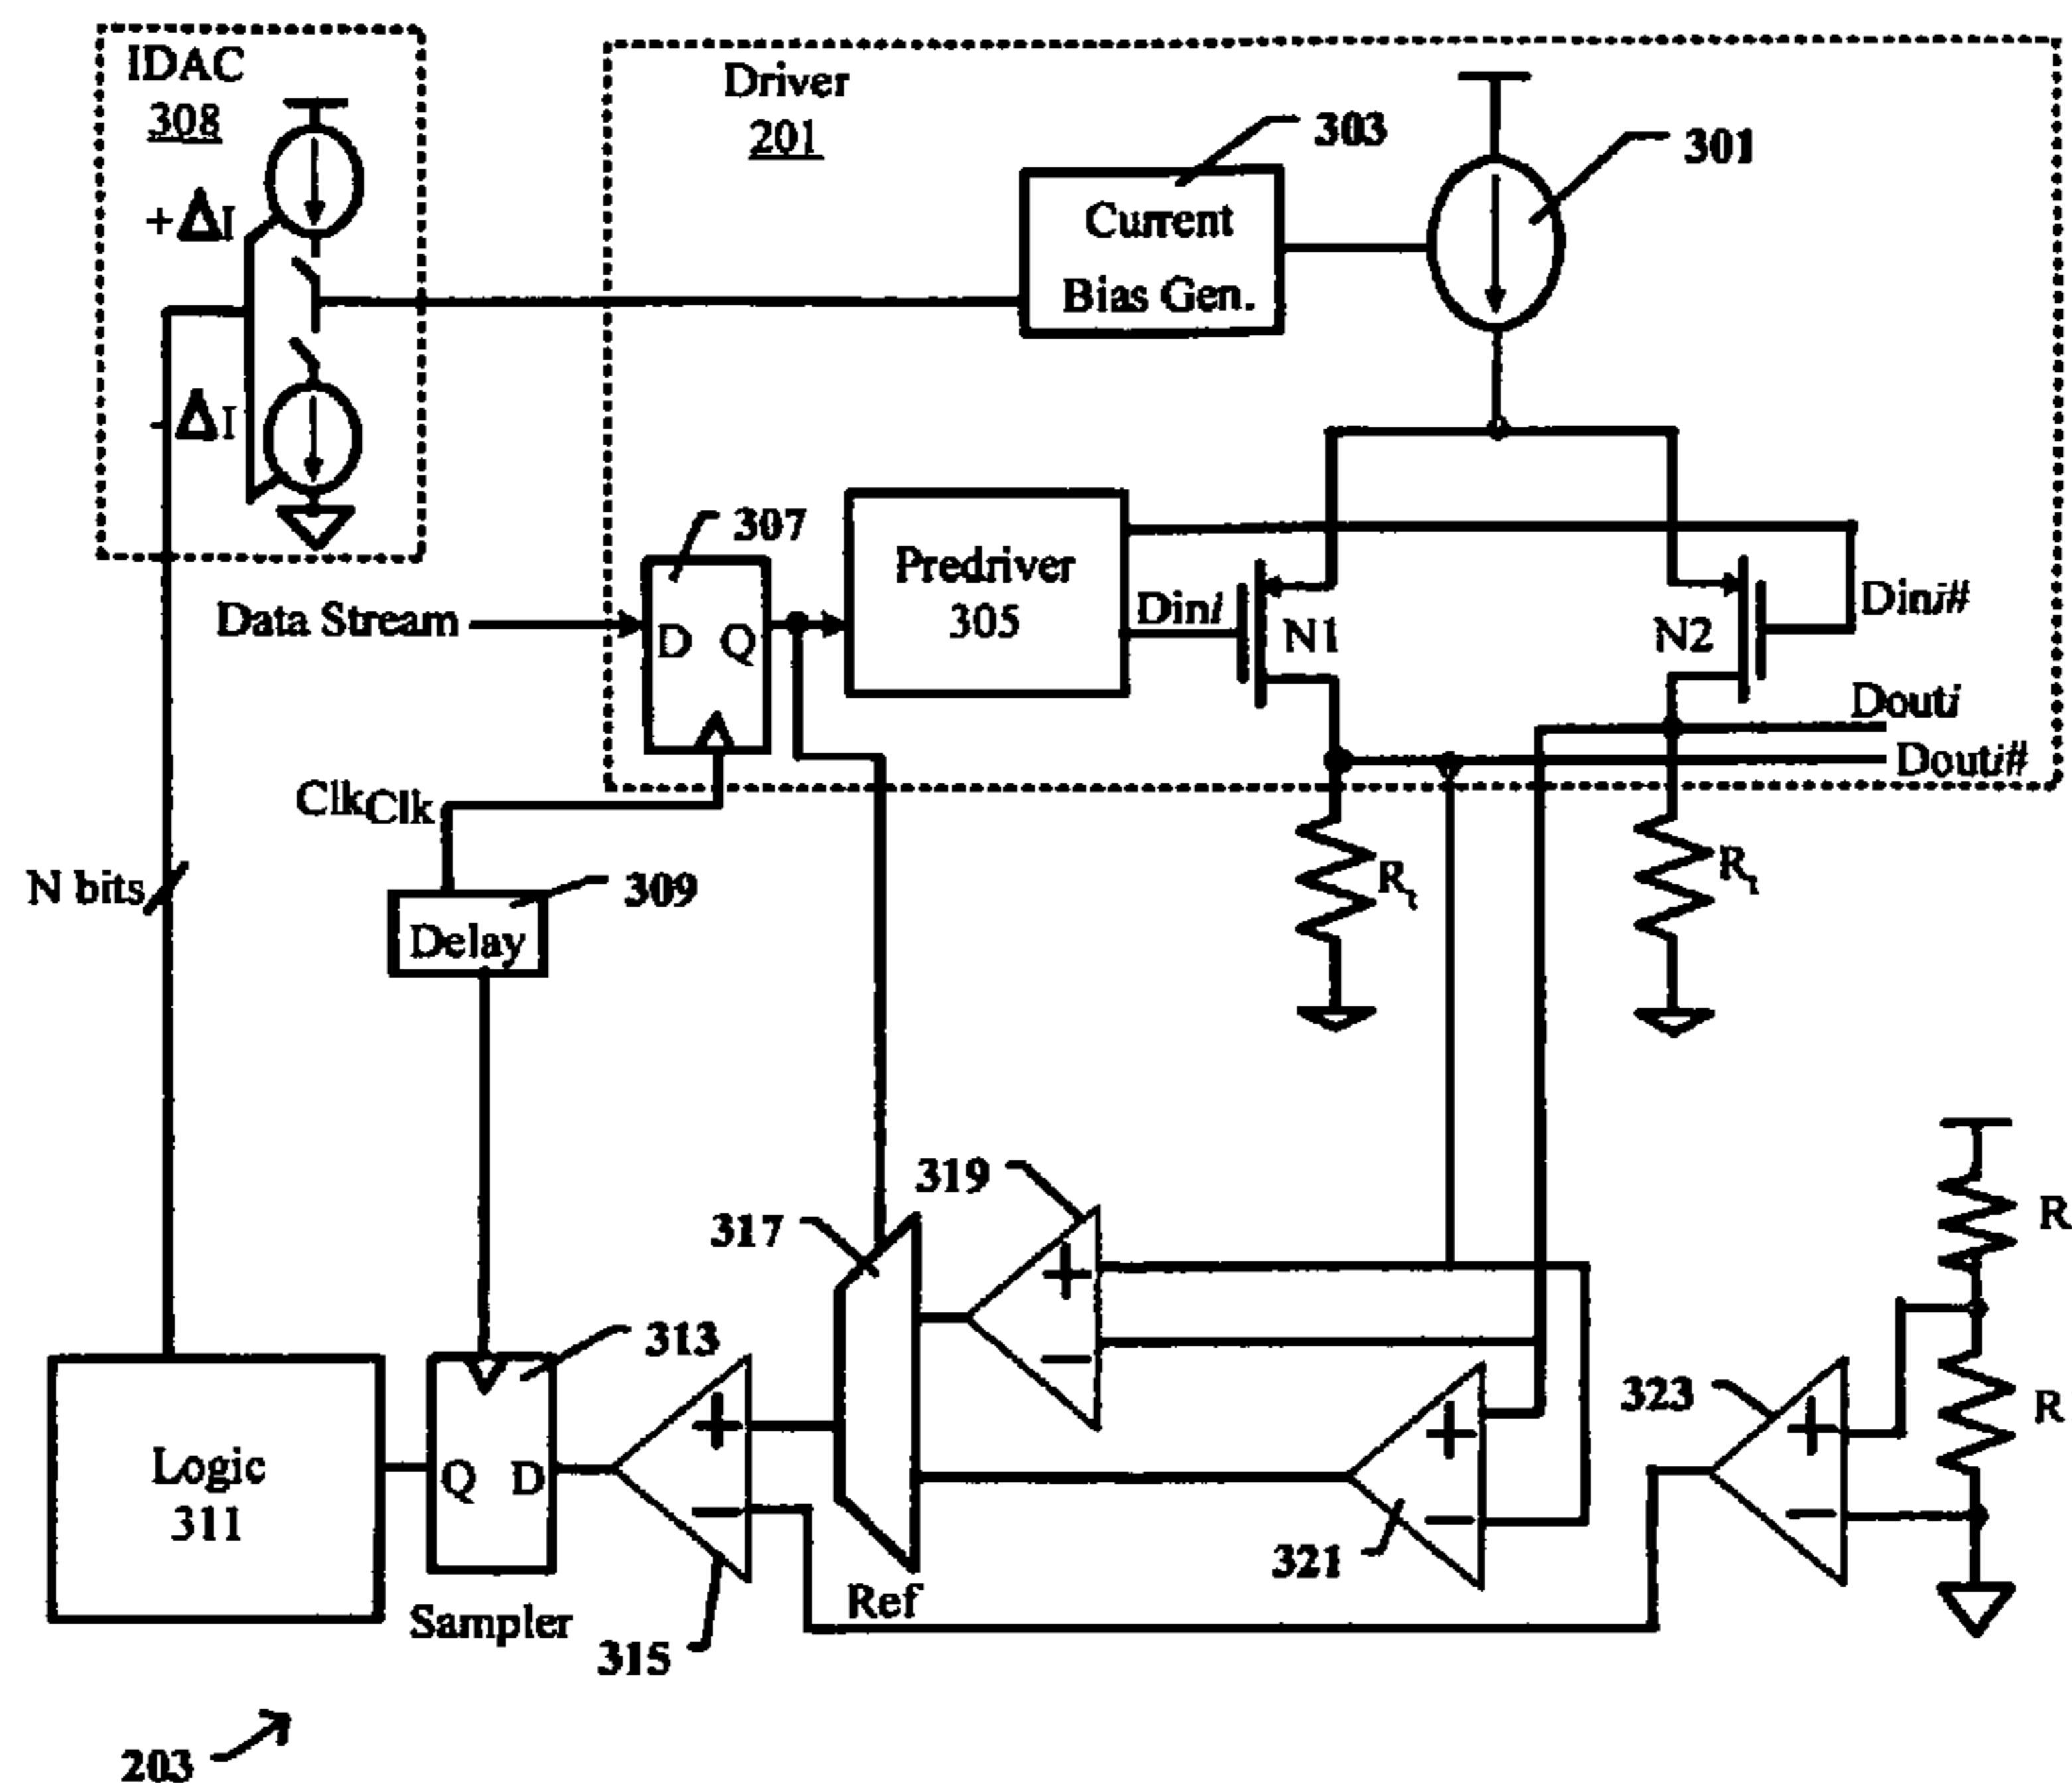 IDAC
308
Driver
201
303
301
+ΔI
Current
Bias Gen.
-ΔI
307
Predriver
305
Data Stream
D Q
Dini
N1
N2
Dini#
Douti
Douti#
ClkClk
N bits
309
Delay
Rt
Rt
319
317
R
313
323
R
Logic
311
Q D
+
-
+
-
+
-
+
-
321
Ref
Sampler
315
203